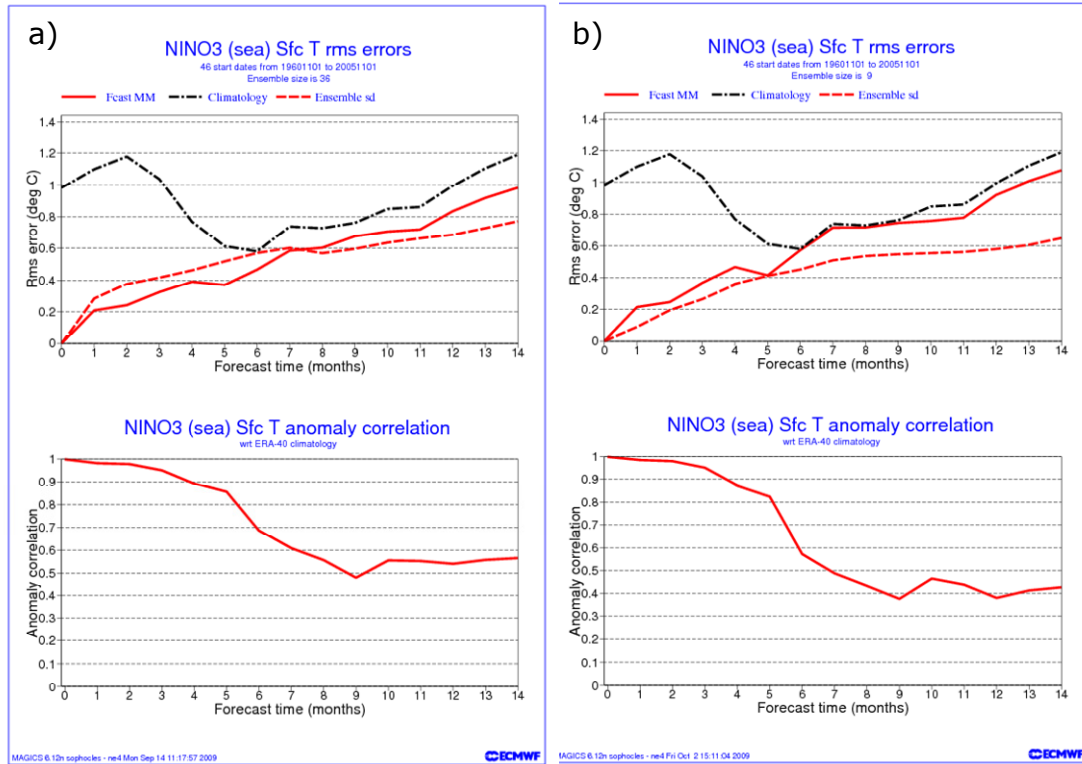 a)
NINO3 (sea) Sfc T rms errors
46 start dates from 19601101 to 20051101
Ensemble size is 36
Fcast MM Climatology Ensemble sd
1.4
1.2
1
0.8
0.6
0.4
0.2
0
Rms error (deg C)
0 1 2 3 4 5 6 7 8 9 10 11 12 13 14
Forecast time (months)
NINO3 (sea) Sfc T anomaly correlation
wrt ERA-40 climatology
1
0.9
0.8
0.7
0.6
0.5
0.4
0.3
0.2
0.1
0
Anomaly correlation
0 1 2 3 4 5 6 7 8 9 10 11 12 13 14
Forecast time (months)
MAGICS 6.12n sophocles - ne4 Mon Sep 14 11:17:57 2009
ECMWF
b)
NINO3 (sea) Sfc T rms errors
46 start dates from 19601101 to 20051101
Ensemble size is 9
Fcast MM Climatology Ensemble sd
1.4
1.2
1
0.8
0.6
0.4
0.2
0
Rms error (deg C)
0 1 2 3 4 5 6 7 8 9 10 11 12 13 14
Forecast time (months)
NINO3 (sea) Sfc T anomaly correlation
wrt ERA-40 climatology
1
0.9
0.8
0.7
0.6
0.5
0.4
0.3
0.2
0.1
0
Anomaly correlation
0 1 2 3 4 5 6 7 8 9 10 11 12 13 14
Forecast time (months)
MAGICS 6.12n sophocles - ne4 Fri Oct 2 15:11:04 2009
ECMWF